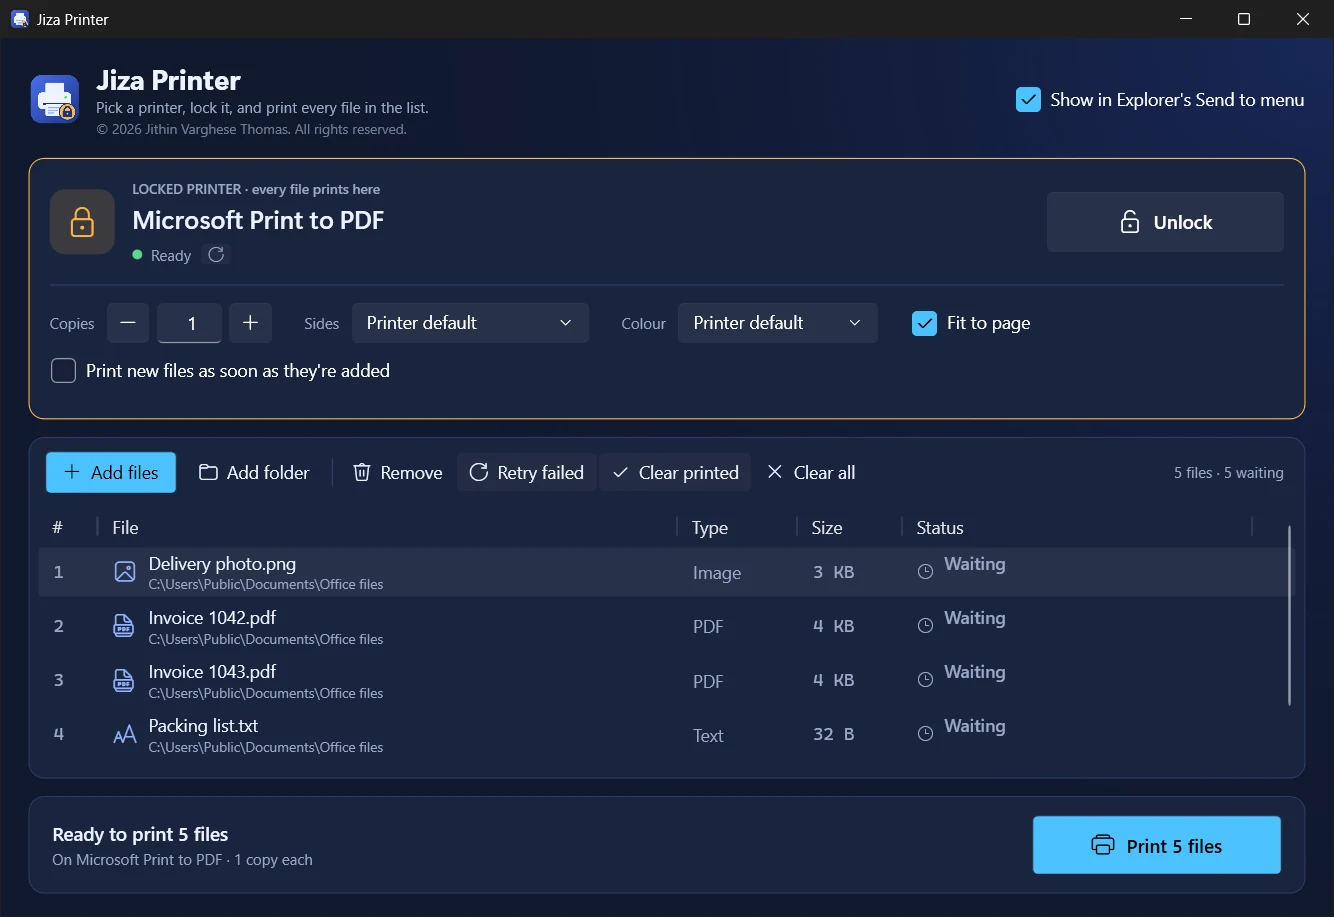 Jiza Printer
Jiza Printer
Pick a printer, lock it, and print every file in the list.
© 2026 Jithin Varghese Thomas. All rights reserved.
Show in Explorer's Send to menu
LOCKED PRINTER · every file prints here
Microsoft Print to PDF
Ready
Unlock
Copies 1 Sides Printer default Colour Printer default Fit to page
Print new files as soon as they're added
Add files Add folder Remove Retry failed Clear printed Clear all 5 files · 5 waiting
# File Type Size Status
1 Delivery photo.png Image 3 KB Waiting
C:\Users\Public\Documents\Office files
2 Invoice 1042.pdf PDF 4 KB Waiting
C:\Users\Public\Documents\Office files
3 Invoice 1043.pdf PDF 4 KB Waiting
C:\Users\Public\Documents\Office files
4 Packing list.txt Text 32 B Waiting
C:\Users\Public\Documents\Office files
Ready to print 5 files
On Microsoft Print to PDF · 1 copy each
Print 5 files